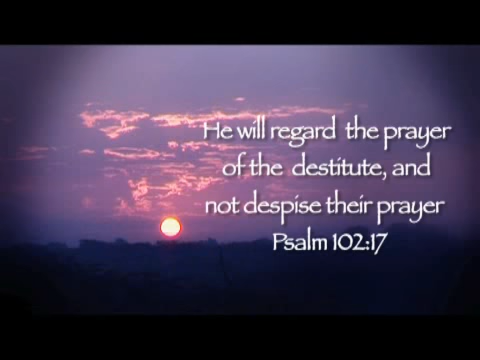 He will regard the prayer
of the destitute, and
not despise their prayer
Psalm 102:17